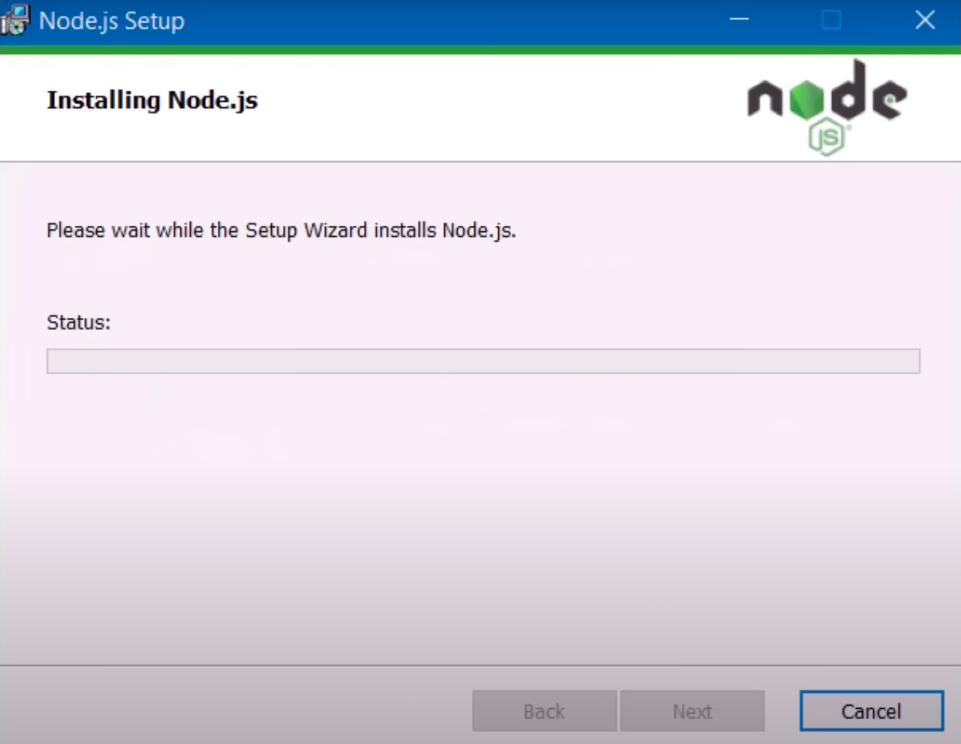 Node.js Setup
Installing Node.js
node
JS
Please wait while the Setup Wizard installs Node.js.
Status:
Back
Next
Cancel